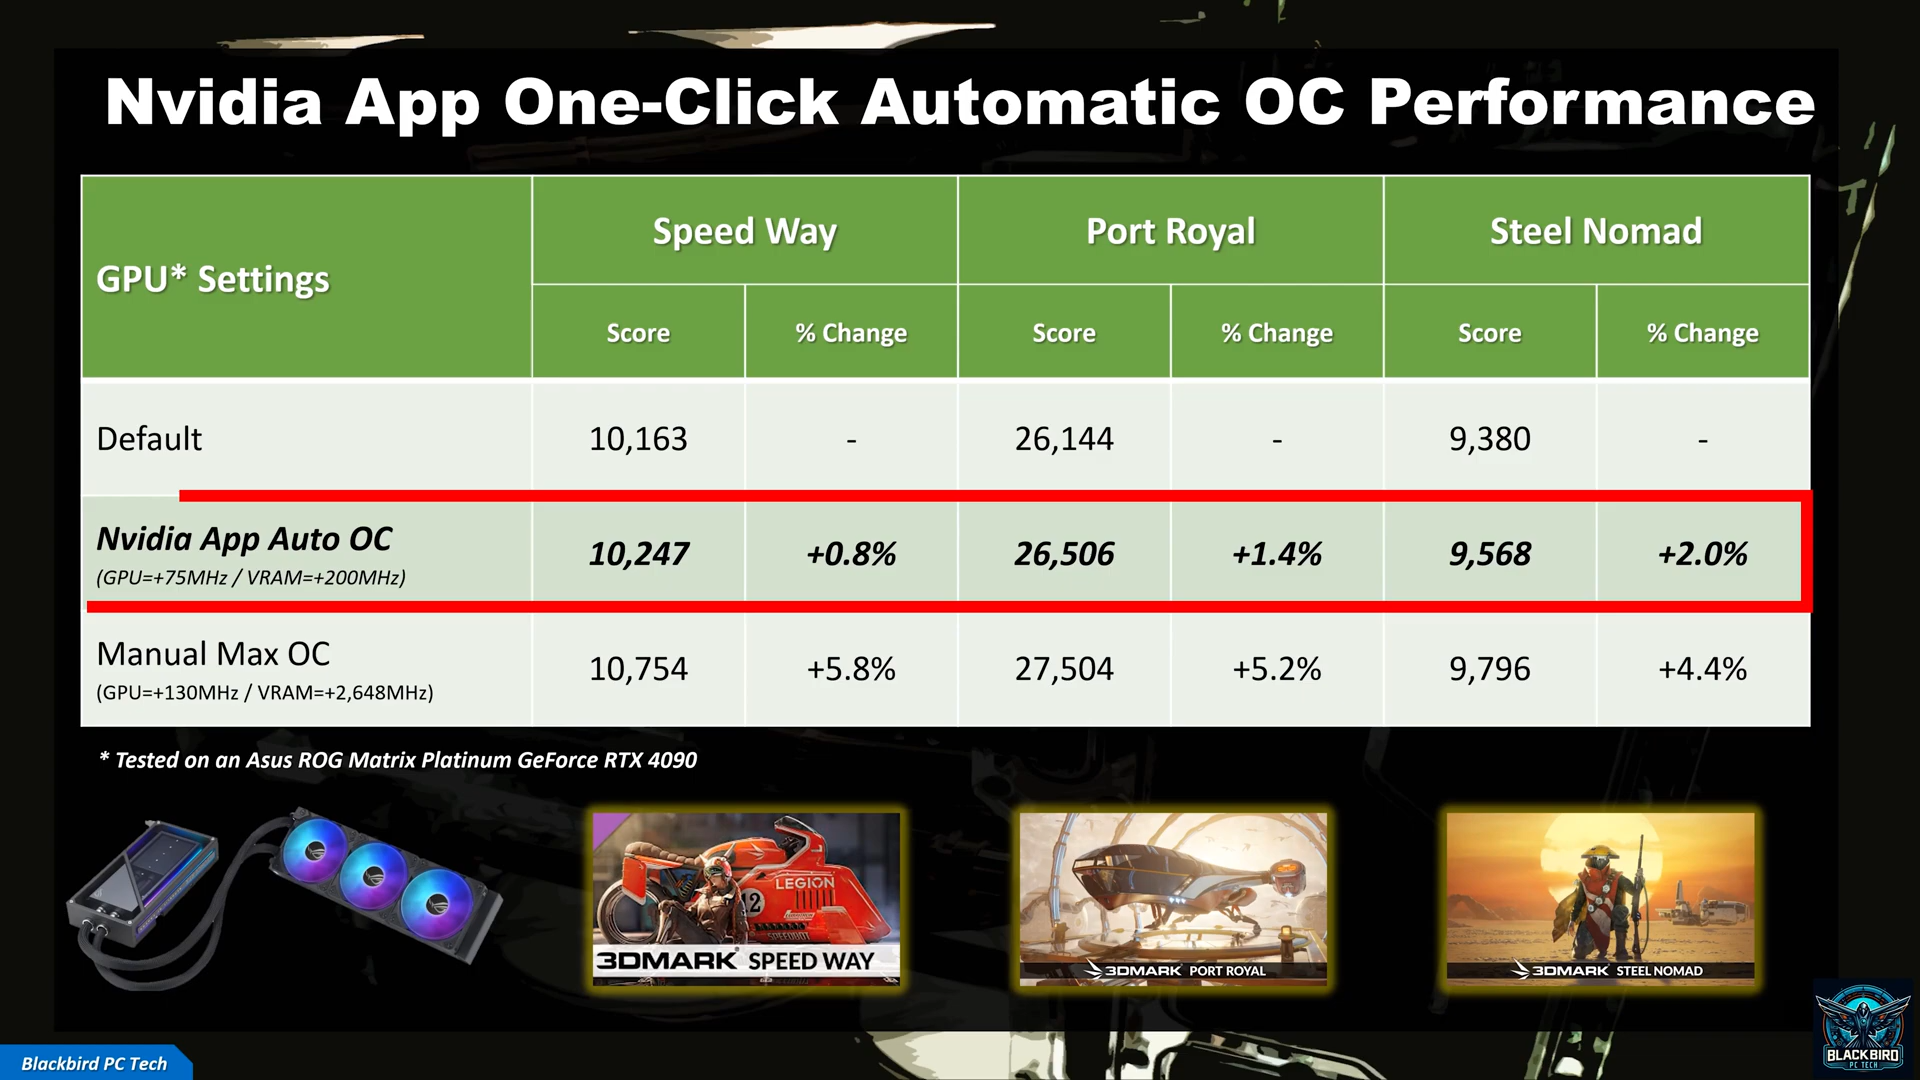 Nvidia App One-Click Automatic OC Performance
GPU* Settings
Speed Way
Port Royal
Steel Nomad
Score
% Change
Score
% Change
Score
% Change
Default
10,163
-
26,144
-
9,380
-
Nvidia App Auto OC
(GPU=+75MHz / VRAM=+200MHz)
10,247
+0.8%
26,506
+1.4%
9,568
+2.0%
Manual Max OC
(GPU=+130MHz / VRAM=+2,648MHz)
10,754
+5.8%
27,504
+5.2%
9,796
+4.4%
* Tested on an Asus ROG Matrix Platinum GeForce RTX 4090
LEGION
12
SPEEDBOT
3DMARK SPEED WAY
3DMARK PORT ROYAL
3DMARK STEEL NOMAD
Blackbird PC Tech
BLACKBIRD
PC TECH